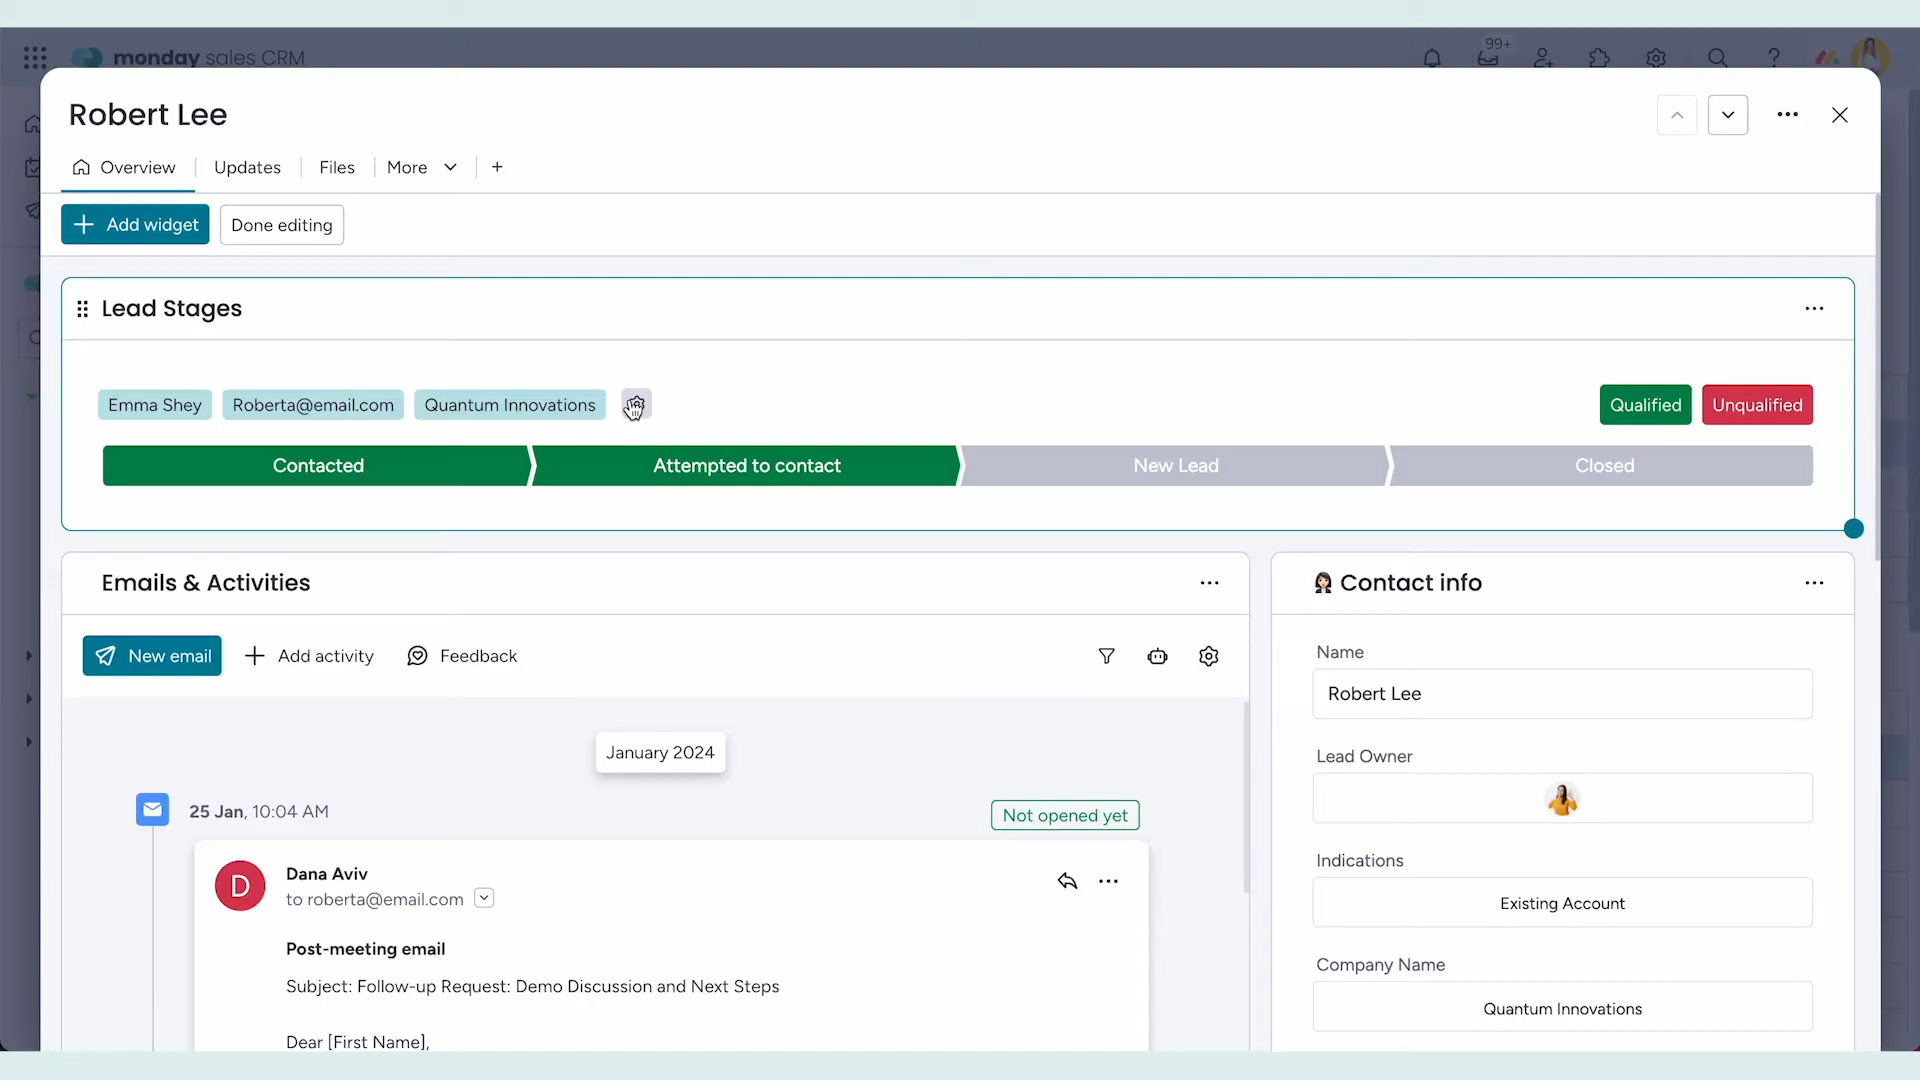 monday sales CRM
99+
Robert Lee
Overview
Updates
Files
More
Add widget
Done editing
Lead Stages
Emma Shey
Roberta@email.com
Quantum Innovations
Qualified
Unqualified
Contacted
Attempted to contact
New Lead
Closed
Emails & Activities
Contact info
New email
Add activity
Feedback
Name
Robert Lee
January 2024
Lead Owner
25 Jan, 10:04 AM
Not opened yet
D
Dana Aviv
to roberta@email.com
Indications
Existing Account
Post-meeting email
Company Name
Subject: Follow-up Request: Demo Discussion and Next Steps
Quantum Innovations
Dear [First Name],